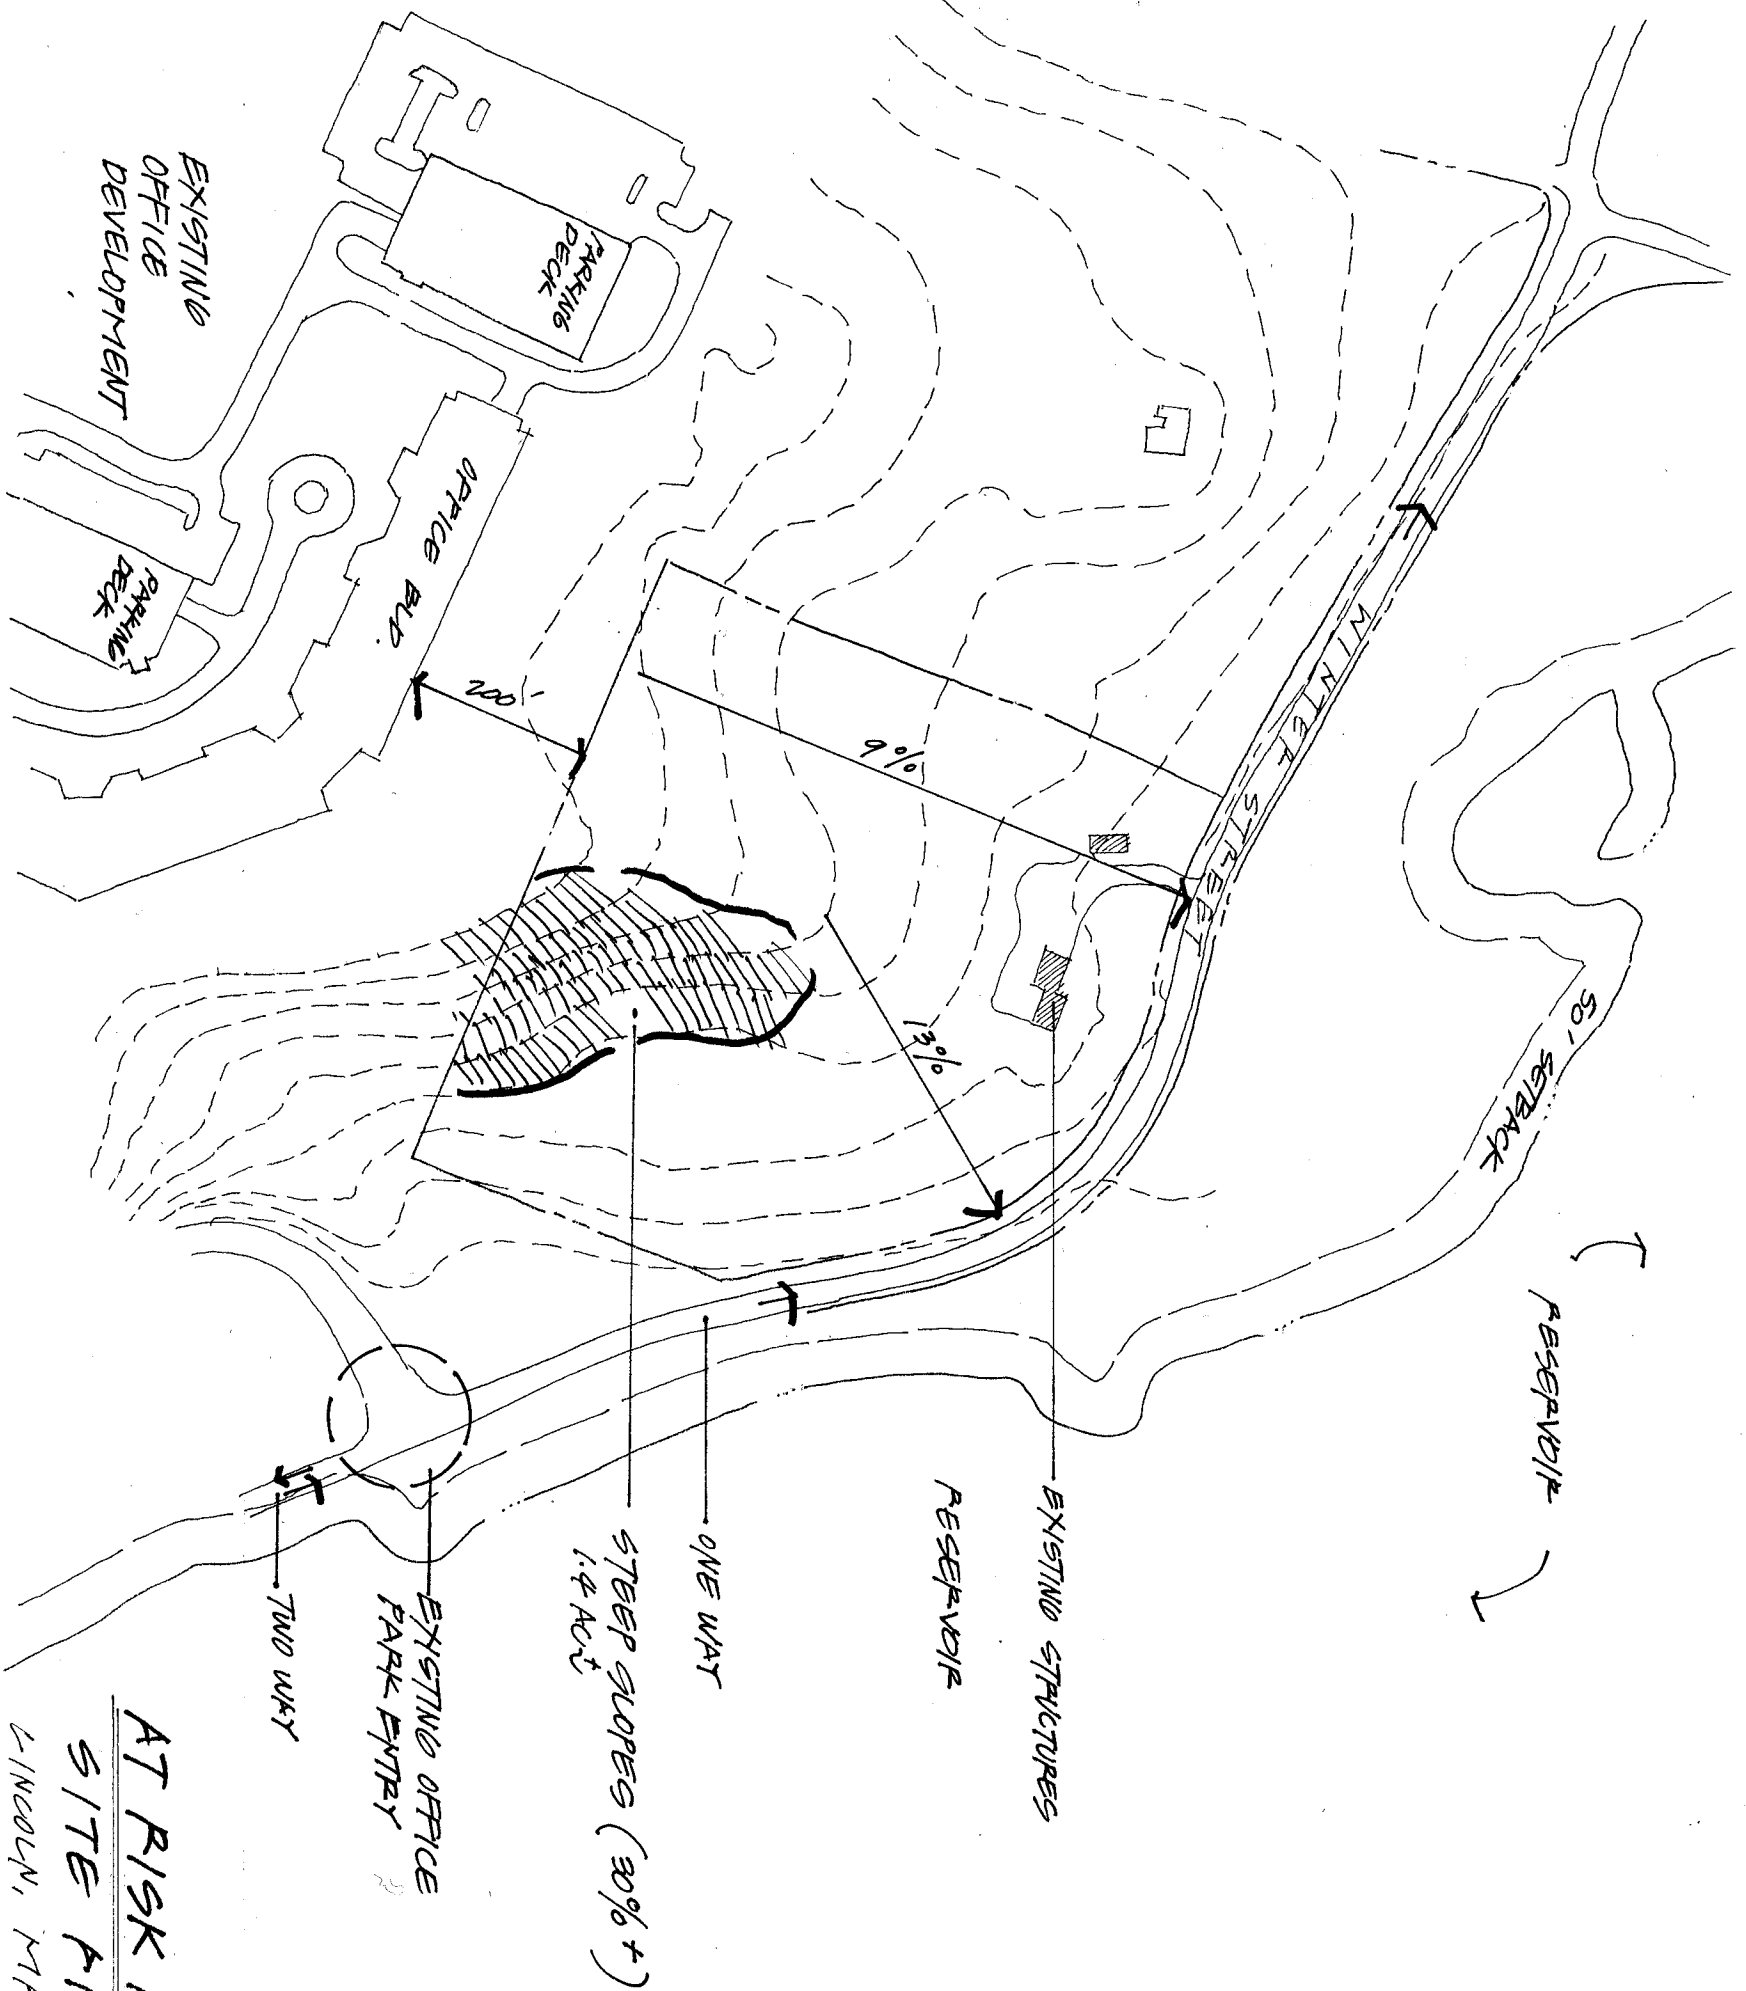 EXISTING
OFFICE
DEVELOPMENT
PARKING
DECK
PARKING
DECK
OFFICE BLD.
200'
9%
13%
WINTER STREET
50' SETBACK
RESERVOIR
RESERVOIR
EXISTING STRUCTURES
ONE WAY
STEEP SLOPES (30%+)
1.4 AC±
EXISTING OFFICE
PARK ENTRY
TWO WAY
AT RISK
SITE
LINCOLN, MA